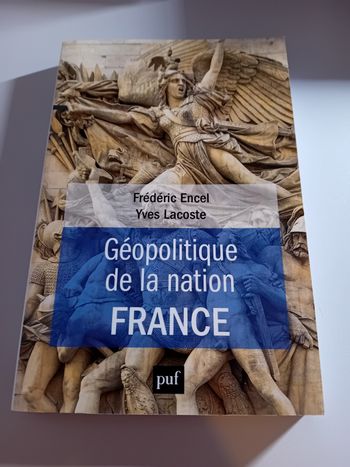 Frédéric Encel
Yves Lacoste
Géopolitique
de la nation
FRANCE
puf